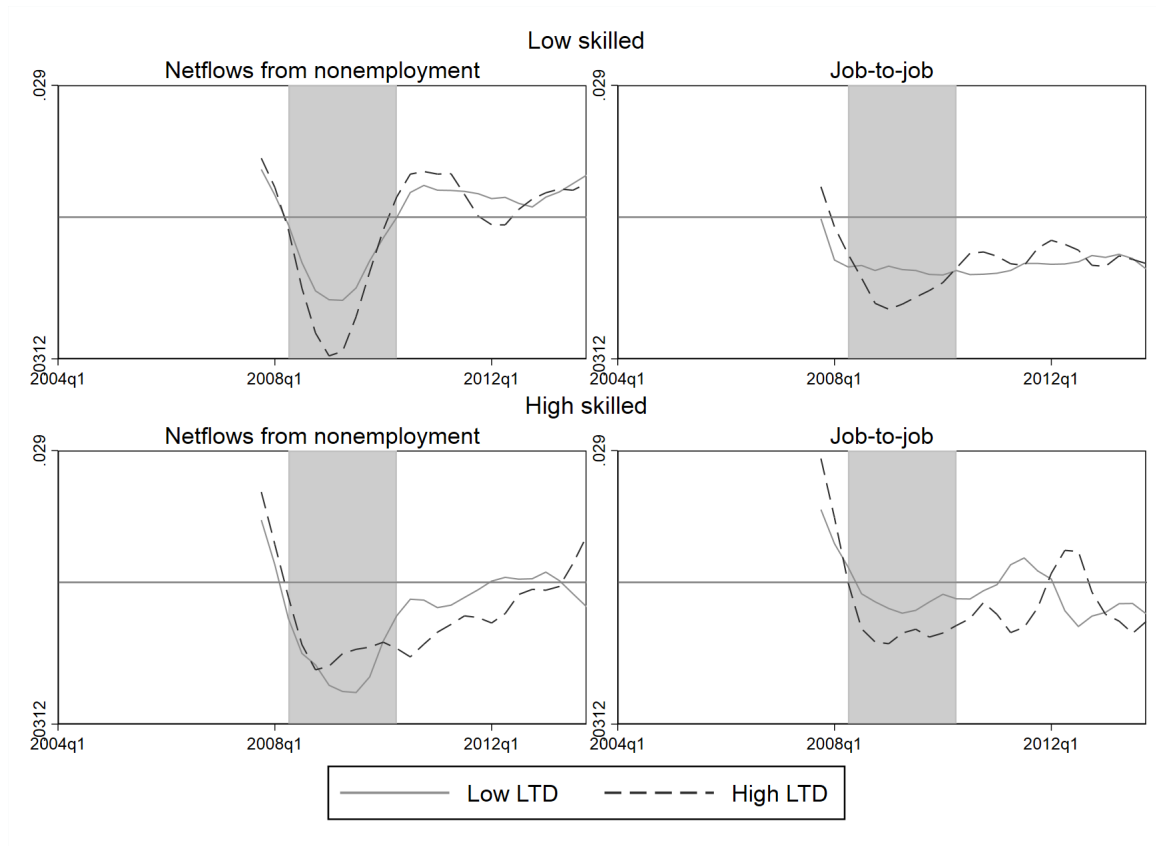 Low skilled
Netflows from nonemployment
Job-to-job
.029
0312
2004q1
2008q1
2012q1
.029
0312
2004q1
2008q1
2012q1
High skilled
Netflows from nonemployment
Job-to-job
.029
0312
2004q1
2008q1
2012q1
.029
0312
2004q1
2008q1
2012q1
Low LTD
High LTD